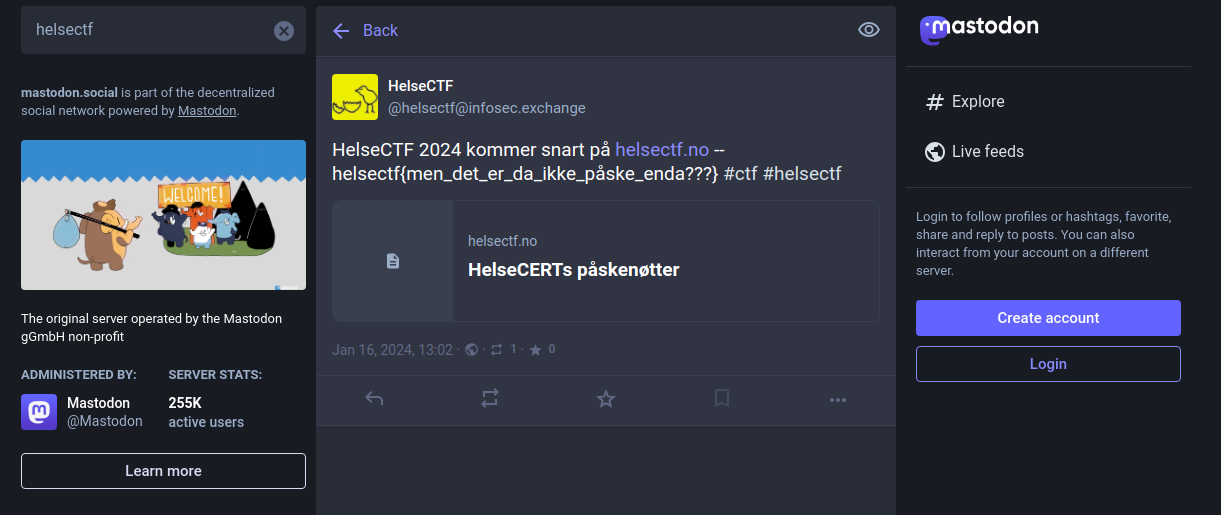 helsectf
mastodon.social is part of the decentralized
social network powered by Mastodon.
WELCOME!
The original server operated by the Mastodon
gGmbH non-profit
ADMINISTERED BY:
Mastodon
@Mastodon
SERVER STATS:
255K
active users
Learn more
Back
HelseCTF
@helsectf@infosec.exchange
HelseCTF 2024 kommer snart på helsectf.no --
helsectf{men_det_er_da_ikke_påske_enda???} #ctf #helsectf
helsectf.no
HelseCERTs påskenøtter
Jan 16, 2024, 13:02 · · 1 · 0
mastodon
Explore
Live feeds
Login to follow profiles or hashtags, favorite,
share and reply to posts. You can also
interact from your account on a different
server.
Create account
Login